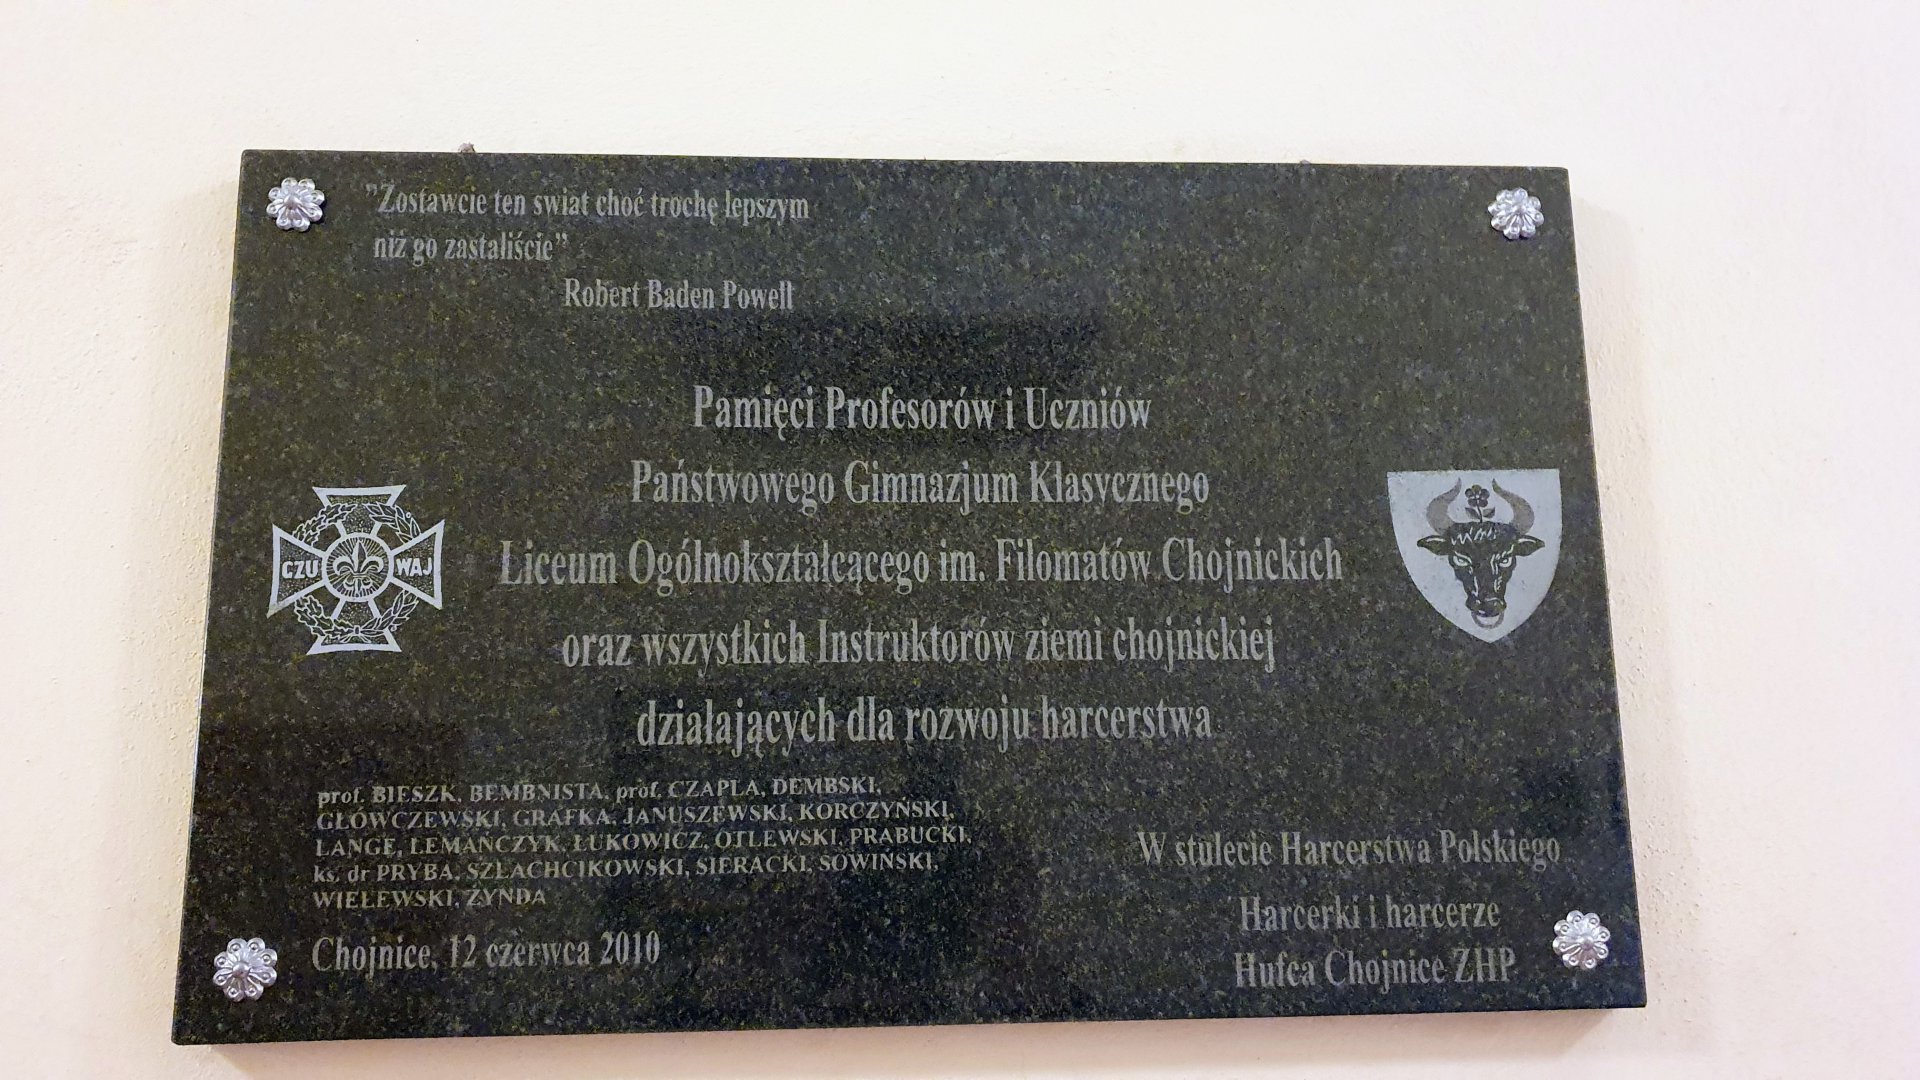 "Zostawcie ten swiat choć trochę lepszym
niż go zastaliście"
Robert Baden Powell
Pamięci Profesorów i Uczniów
Państwowego Gimnazjum Klasycznego
Liceum Ogólnokształcącego im. Filomatów Chojnickich
oraz wszystkich Instruktorów ziemi chojnickiej
działających dla rozwoju harcerstwa
CZUWAJ
prof. BIESZK, BEMBNISTA, prof. CZAPLA, DEMBSKI,
GŁÓWCZEWSKI, GRAFKA, JANUSZEWSKI, KORCZYŃSKI,
LANGE, LEMAŃCZYK, ŁUKOWICZ, OTLEWSKI, PRABUCKI,
ks. dr PRYBA, SZLACHCIKOWSKI, SIERACKI, SOWIŃSKI,
WIELEWSKI, ŻYNDA
Chojnice, 12 czerwca 2010
W stulecie Harcerstwa Polskiego
Harcerki i harcerze
Hufca Chojnice ZHP